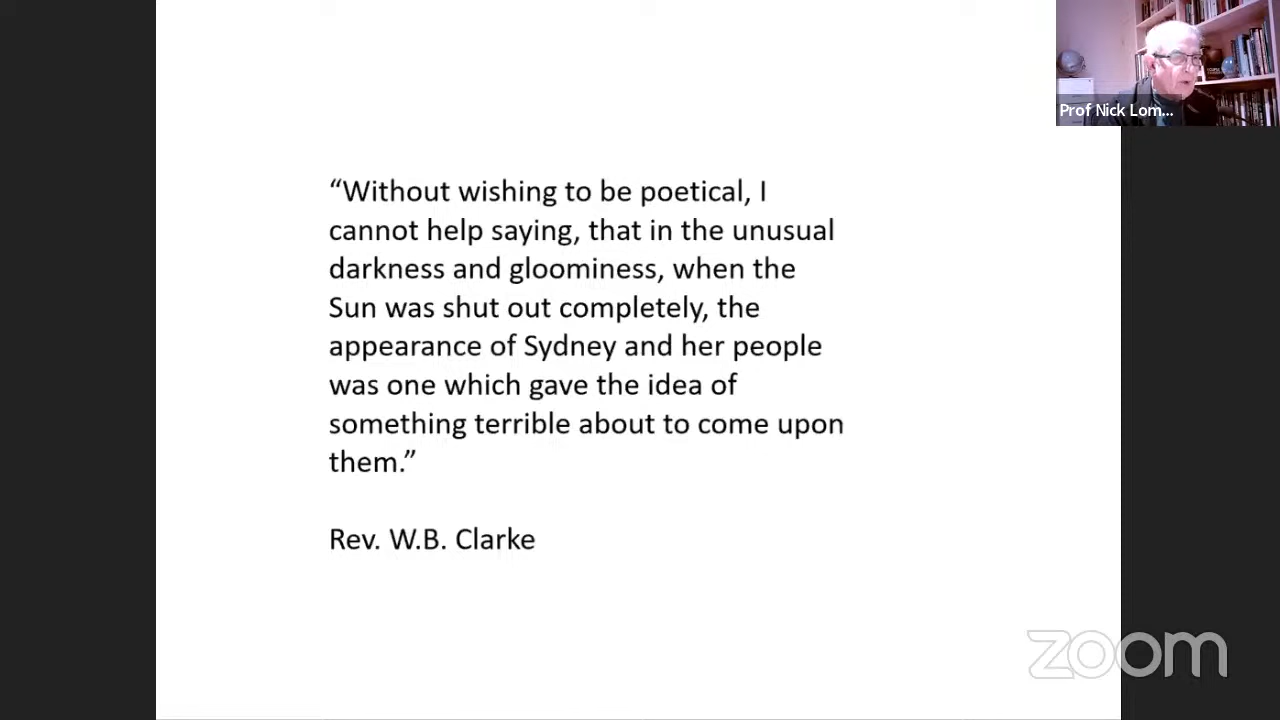 Prof Nick Lom...
“Without wishing to be poetical, I
cannot help saying, that in the unusual
darkness and gloominess, when the
Sun was shut out completely, the
appearance of Sydney and her people
was one which gave the idea of
something terrible about to come upon
them.”
Rev. W.B. Clarke
zoom